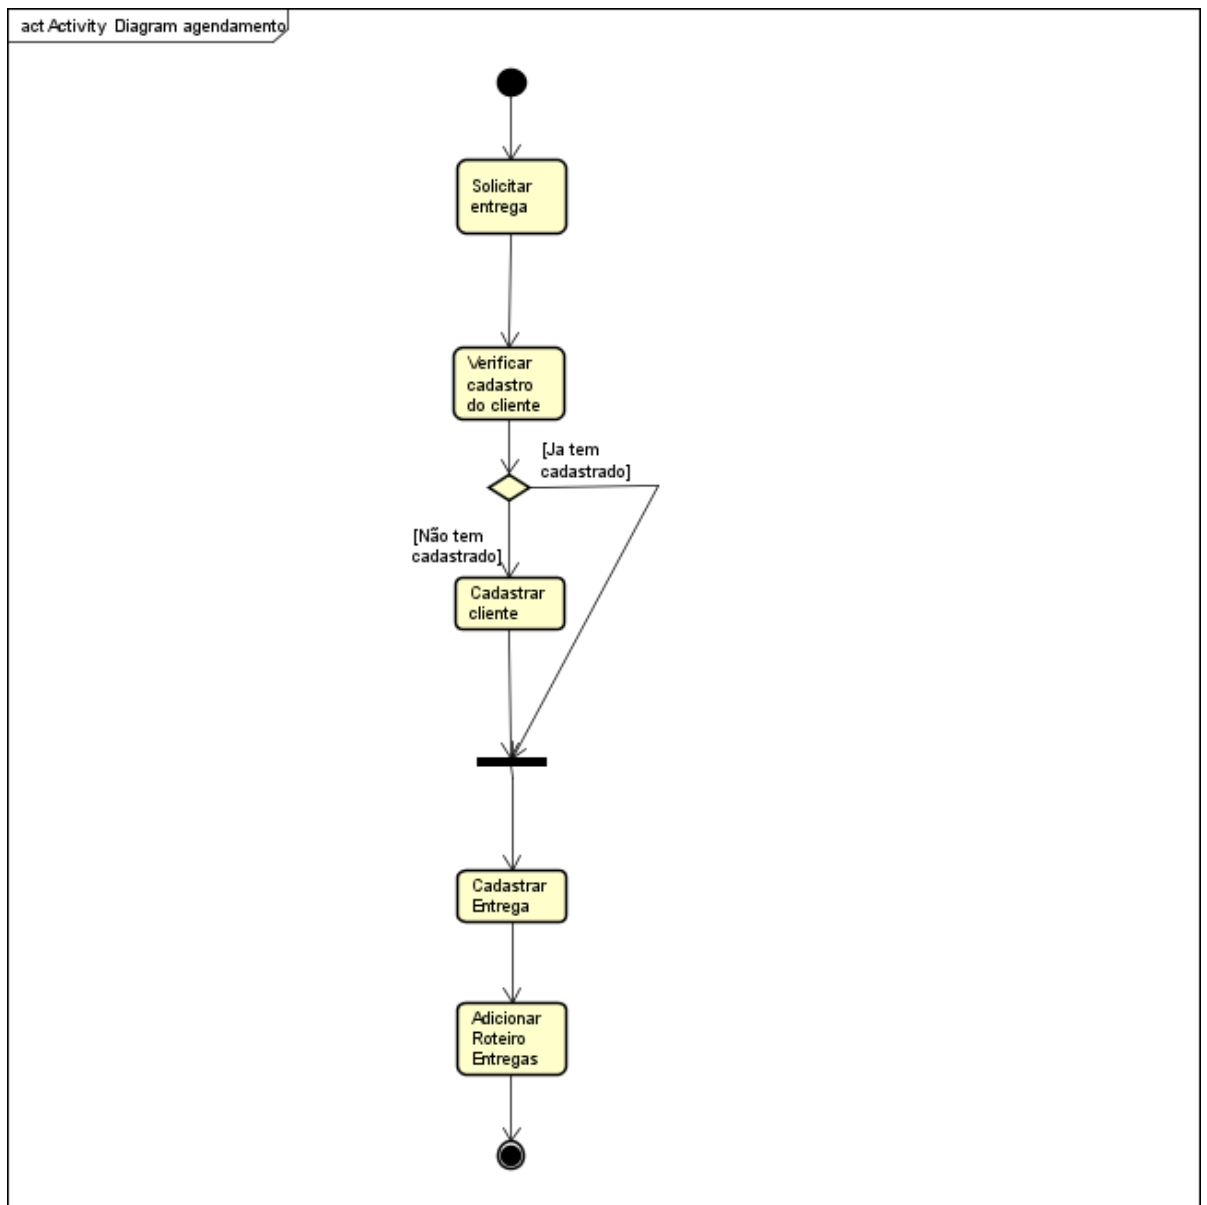 act Activity Diagram agendamento
Solicitar
entrega
Verificar
cadastro
do cliente
[Ja tem
cadastrado]
[Não tem
cadastrado]
Cadastrar
cliente
Cadastrar
Entrega
Adicionar
Roteiro
Entregas